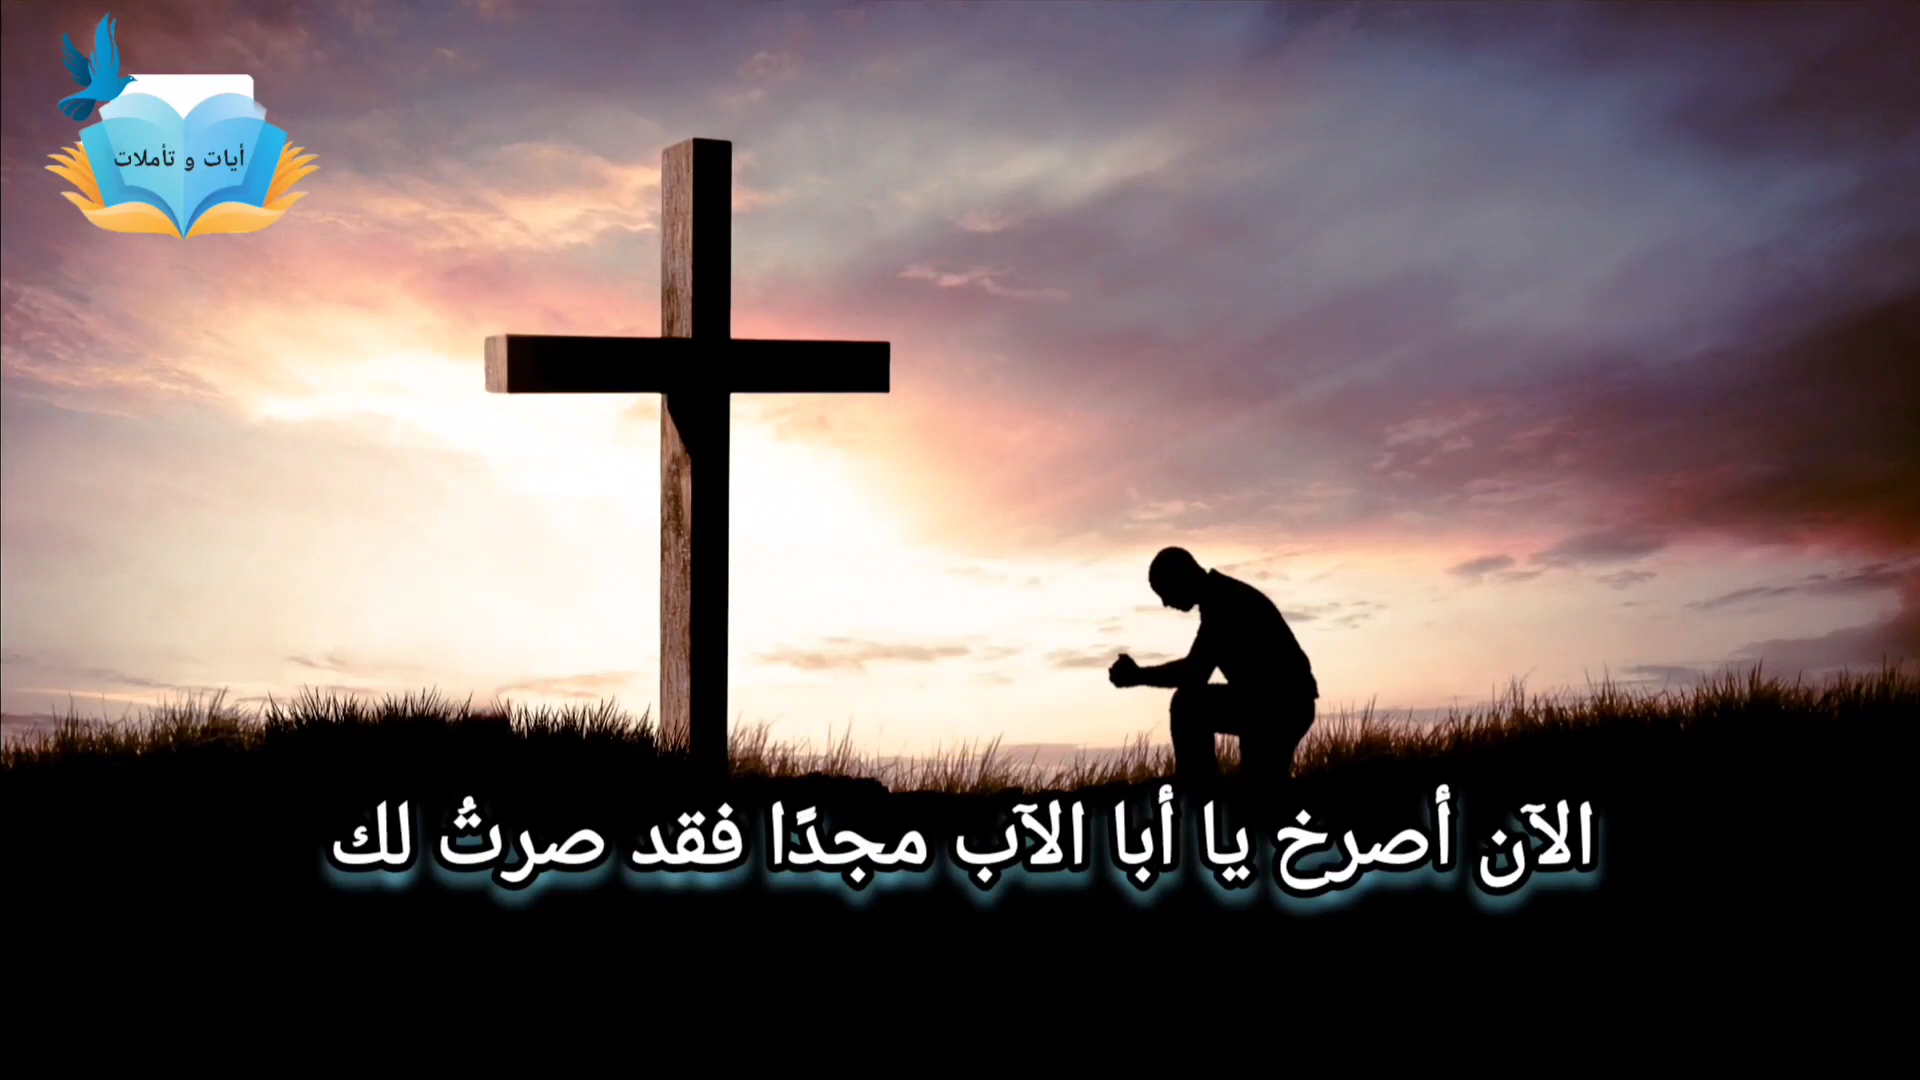 أيات و تأملات
الآن أصرخ يا أبا الآب مجدًا فقد صرتُ لك